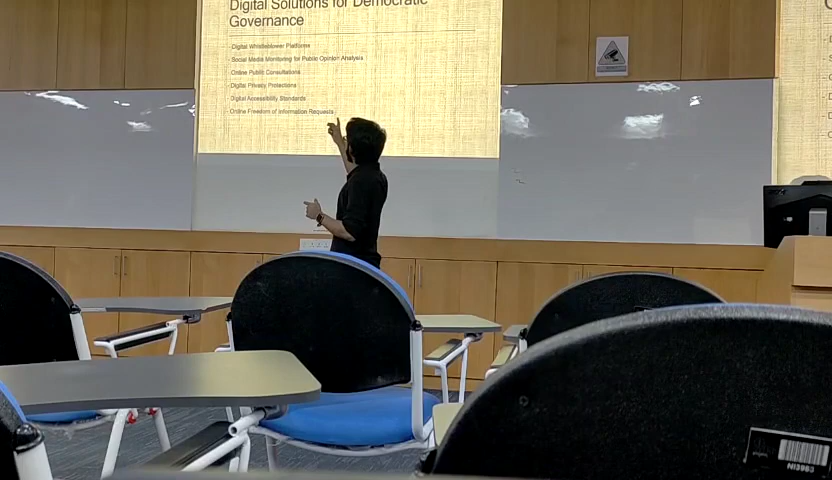 Digital Solutions for Democratic
Governance
- Digital Whistleblower Platforms
- Social Media Monitoring for Public Opinion Analysis
- Online Public Consultations
- Digital Privacy Protections
- Digital Accessibility Standards
- Online Freedom of Information Requests